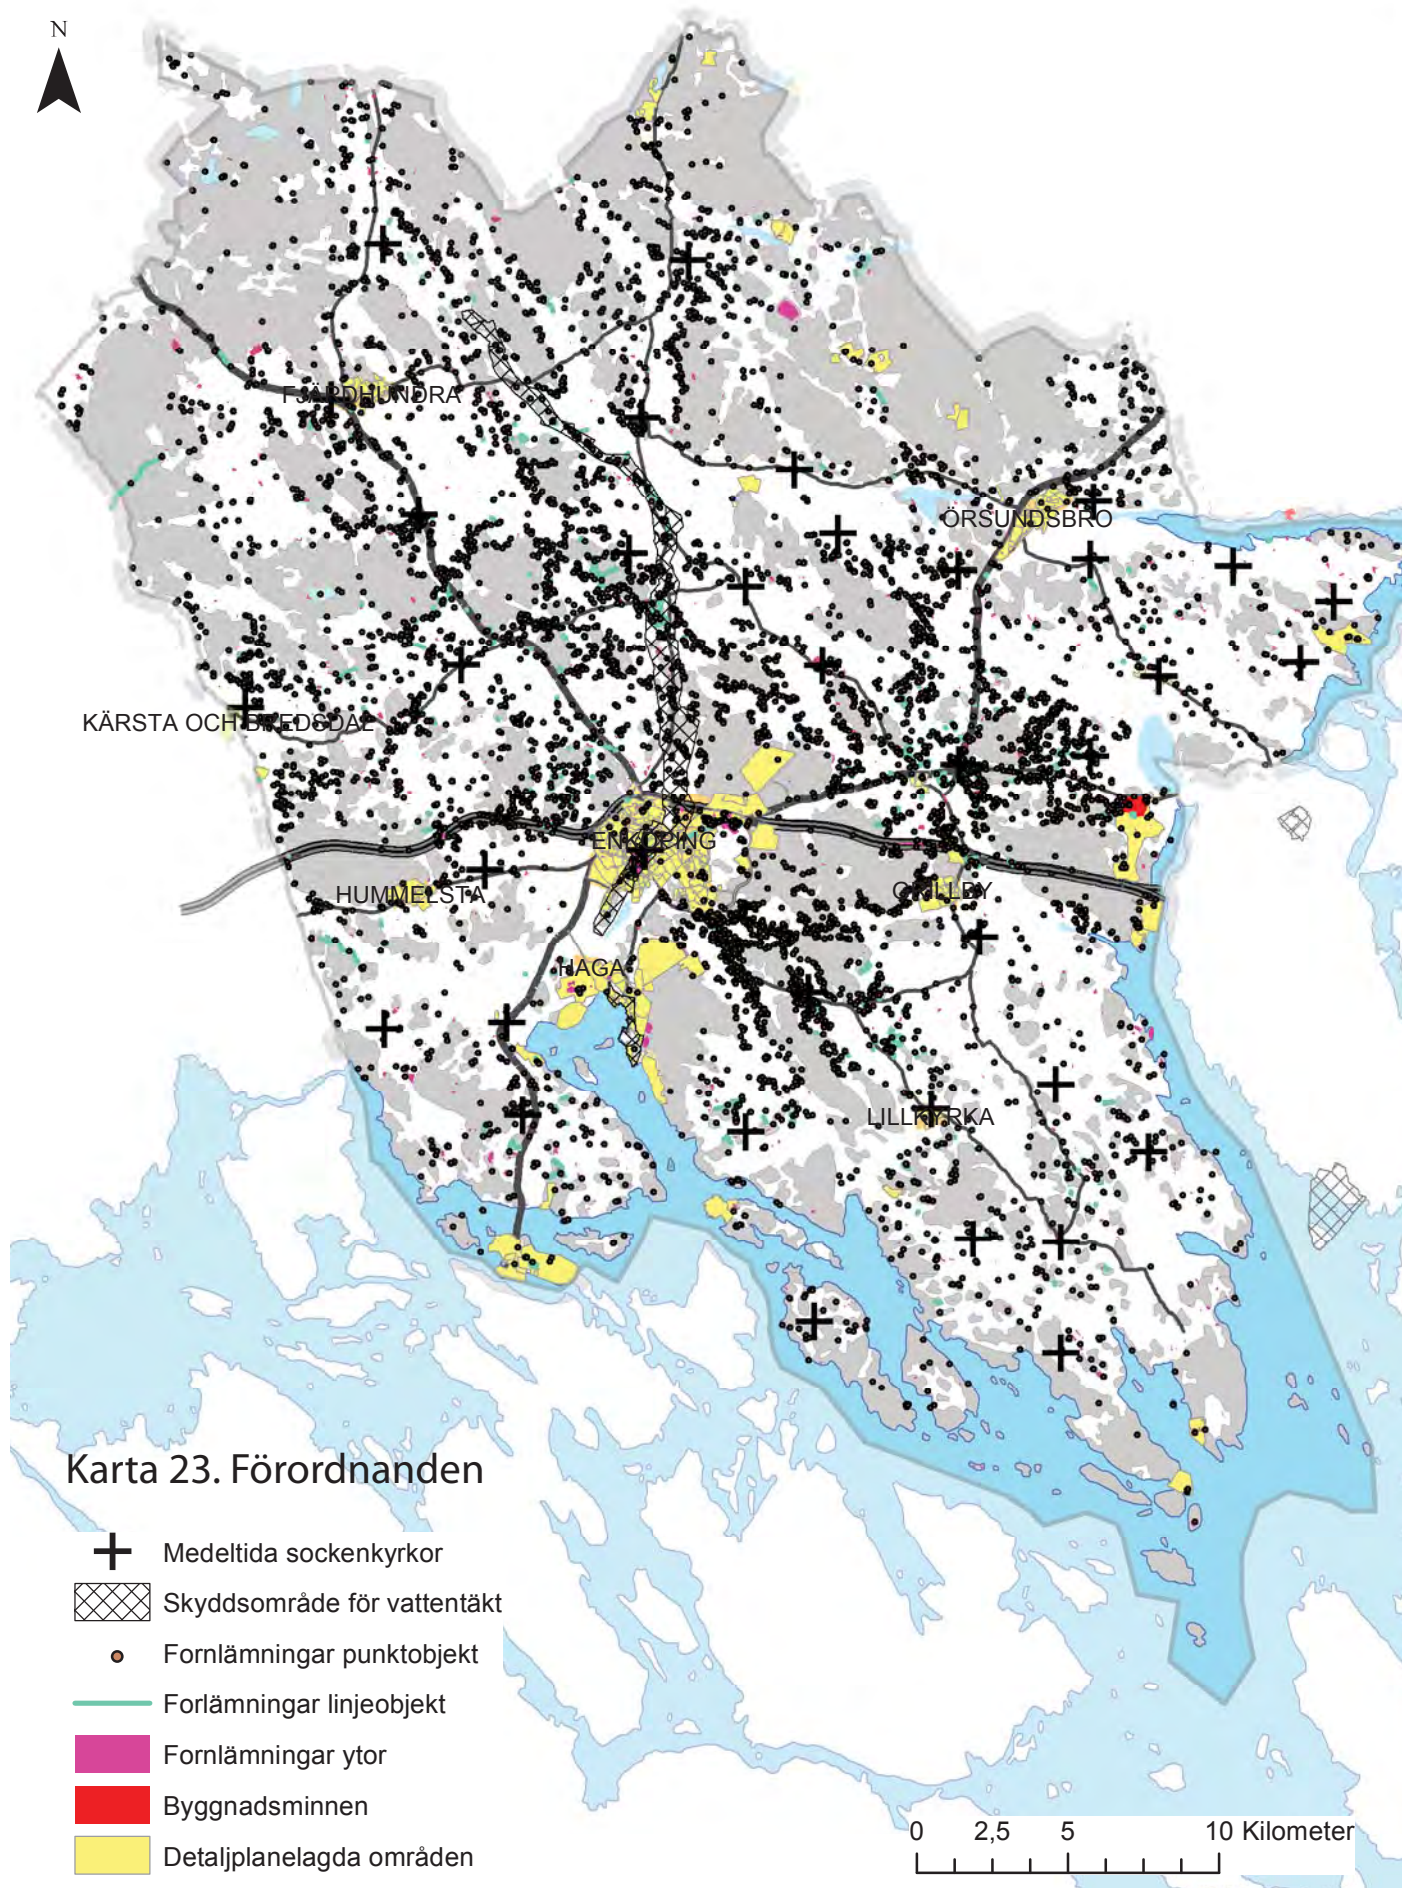 N
FJÄRDHUNDRA
ÖRSUNDSBRO
KÄRSTA OCH BREDSDAL
ENKÖPING
HUMMELSTA
GRILLBY
HAGA
LILLKYRKA
Karta 23. Förordnanden
Medeltida sockenkyrkor
Skyddsområde för vattentäkt
Fornlämningar punktobjekt
Forlämningar linjeobjekt
Fornlämningar ytor
Byggnadsminnen
Detaljplanelagda områden
0 2,5 5 10 Kilometer